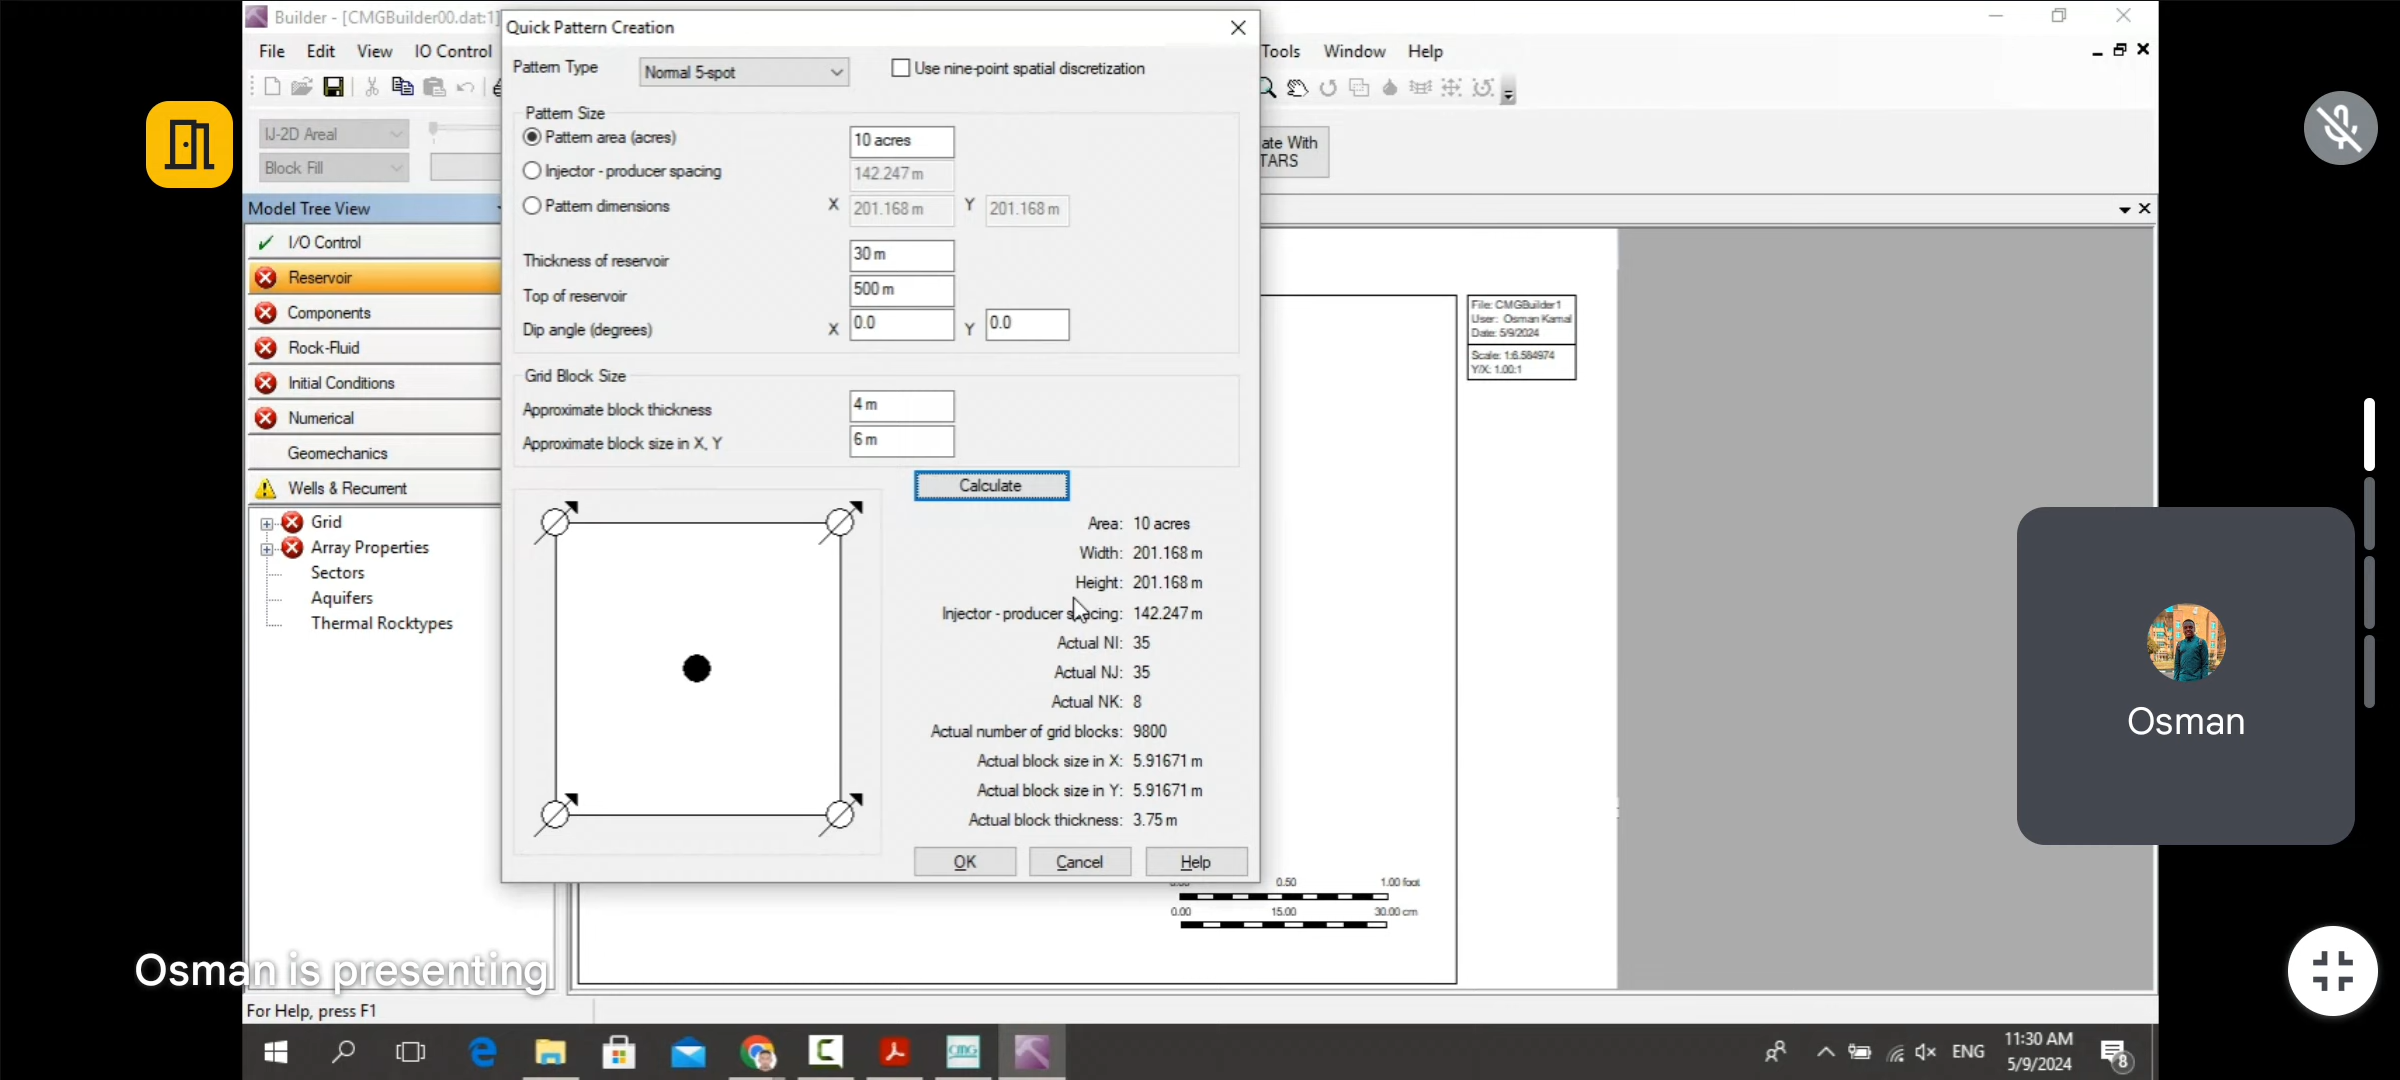 Builder - [CMGBuilder00.dat:1]
File Edit View IO Control
Tools Window Help
IJ-2D Areal
Block Fill
ate With
TARS
Model Tree View
I/O Control
Reservoir
Components
Rock-Fluid
Initial Conditions
Numerical
Geomechanics
Wells & Recurrent
Grid
Array Properties
Sectors
Aquifers
Thermal Rocktypes
Quick Pattern Creation
Pattern Type Normal 5-spot Use nine-point spatial discretization
Pattern Size
Pattern area (acres) 10 acres
Injector - producer spacing 142.247 m
Pattern dimensions X 201.168 m Y 201.168 m
Thickness of reservoir 30 m
Top of reservoir 500 m
Dip angle (degrees) X 0.0 Y 0.0
Grid Block Size
Approximate block thickness 4 m
Approximate block size in X, Y 6 m
Calculate
Area: 10 acres
Width: 201.168 m
Height: 201.168 m
Injector - producer spacing: 142.247 m
Actual NI: 35
Actual NJ: 35
Actual NK: 8
Actual number of grid blocks: 9800
Actual block size in X: 5.91671 m
Actual block size in Y: 5.91671 m
Actual block thickness: 3.75 m
OK Cancel Help
File: CMGBuilder1
User: Osman Kamal
Date: 5/9/2024
Scale: 1:6.584974
Y/X: 1.00:1
0.00 0.50 1.00 foot
0.00 15.00 30.00 cm
Osman
Osman is presenting
For Help, press F1
CMG
ENG
11:30 AM
5/9/2024
8